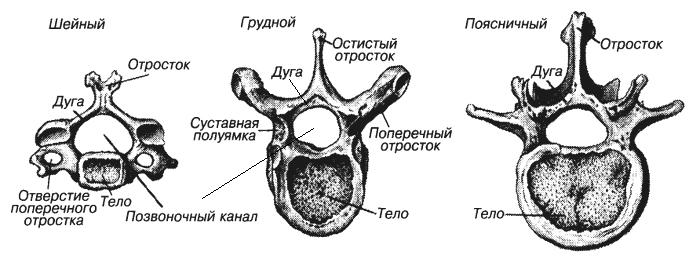 Шейный
Отросток
Дуга
Отверстие
поперечного
отростка
Тело
Позвоночный канал
Грудной
Остистый
отросток
Дуга
Суставная
полуямка
Поперечный
отросток
Тело
Поясничный
Отросток
Дуга
Тело